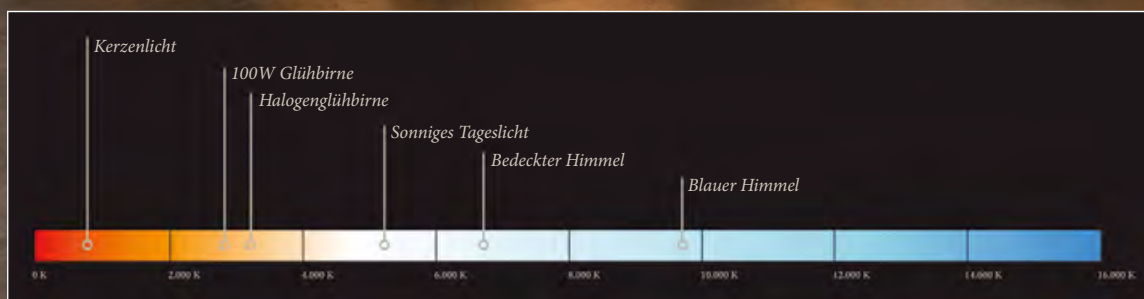 Kerzenlicht
100W Glühbirne
Halogenglühbirne
Sonniges Tageslicht
Bedeckter Himmel
Blauer Himmel
0 K 2.000 K 4.000 K 6.000 K 8.000 K 10.000 K 12.000 K 14.000 K 16.000 K